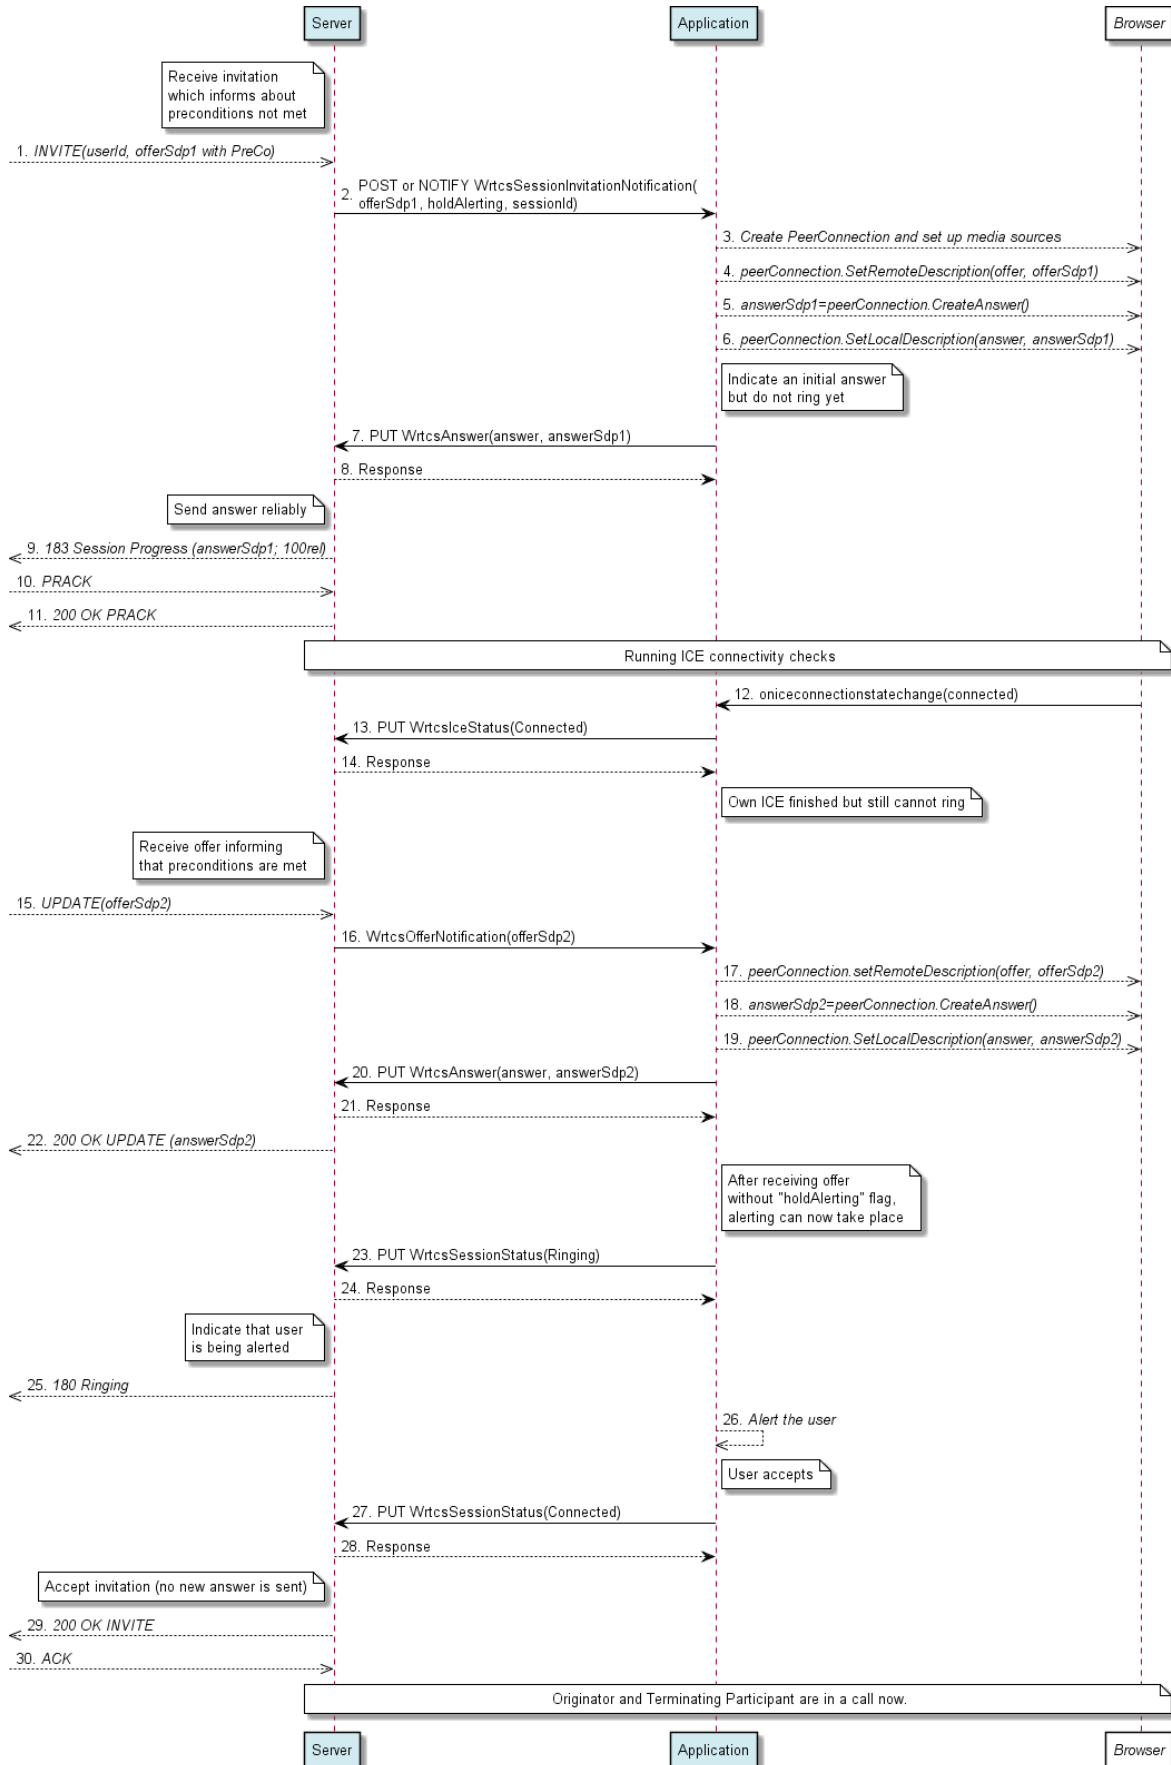 Server
Application
Browser
Receive invitation
which informs about
preconditions not met
1. INVITE(userId, offerSdp1 with PreCo)
2. POST or NOTIFY WrtcsSessionInvitationNotification(
offerSdp1, holdAlerting, sessionId)
3. Create PeerConnection and set up media sources
4. peerConnection.SetRemoteDescription(offer, offerSdp1)
5. answerSdp1=peerConnection.CreateAnswer()
6. peerConnection.SetLocalDescription(answer, answerSdp1)
Indicate an initial answer
but do not ring yet
7. PUT WrtcsAnswer(answer, answerSdp1)
8. Response
Send answer reliably
9. 183 Session Progress (answerSdp1; 100rel)
10. PRACK
11. 200 OK PRACK
Running ICE connectivity checks
12. oniceconnectionstatechange(connected)
13. PUT WrtcsIceStatus(Connected)
14. Response
Own ICE finished but still cannot ring
Receive offer informing
that preconditions are met
15. UPDATE(offerSdp2)
16. WrtcsOfferNotification(offerSdp2)
17. peerConnection.setRemoteDescription(offer, offerSdp2)
18. answerSdp2=peerConnection.CreateAnswer()
19. peerConnection.SetLocalDescription(answer, answerSdp2)
20. PUT WrtcsAnswer(answer, answerSdp2)
21. Response
22. 200 OK UPDATE (answerSdp2)
After receiving offer
without "holdAlerting" flag,
alerting can now take place
23. PUT WrtcsSessionStatus(Ringing)
24. Response
Indicate that user
is being alerted
25. 180 Ringing
26. Alert the user
User accepts
27. PUT WrtcsSessionStatus(Connected)
28. Response
Accept invitation (no new answer is sent)
29. 200 OK INVITE
30. ACK
Originator and Terminating Participant are in a call now.
Server
Application
Browser